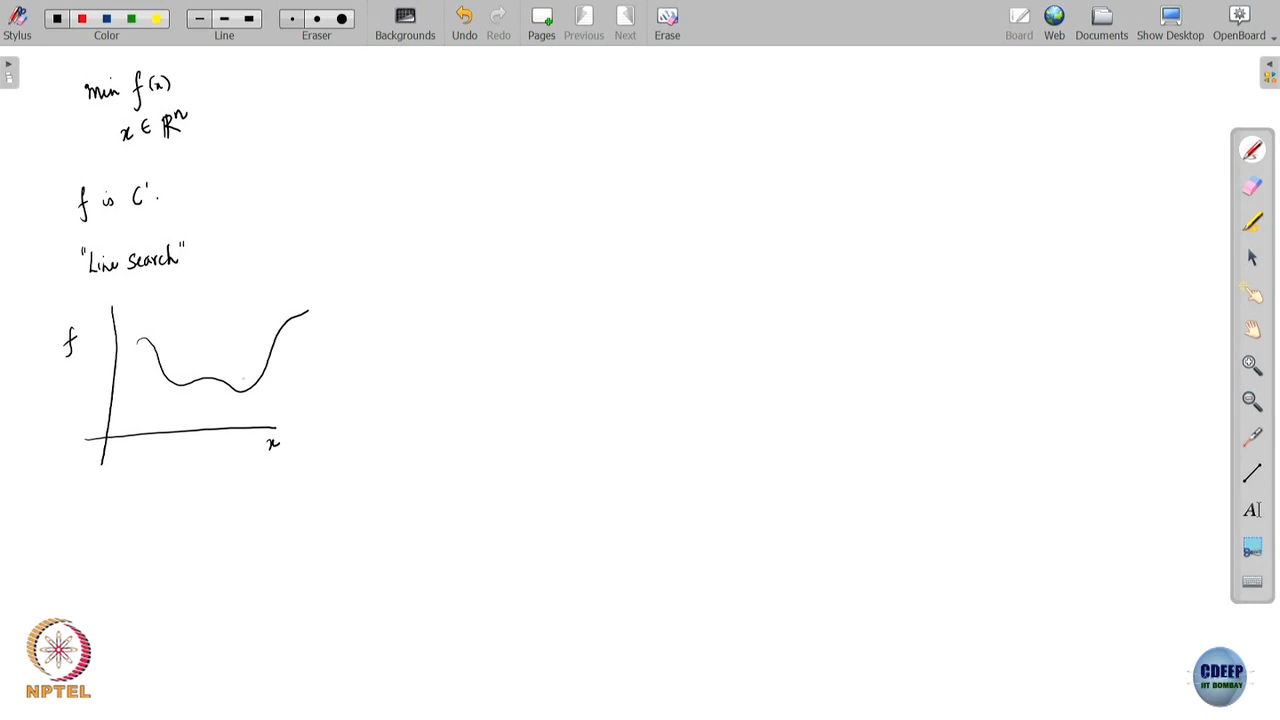 Stylus Color Line Eraser Backgrounds Undo Redo Pages Previous Next Erase Board Web Documents Show Desktop OpenBoard
min f(x)
x ∈ ℝⁿ
f is C¹.
"Line search"
f
x
AI
NPTEL
CDEEP
IIT BOMBAY